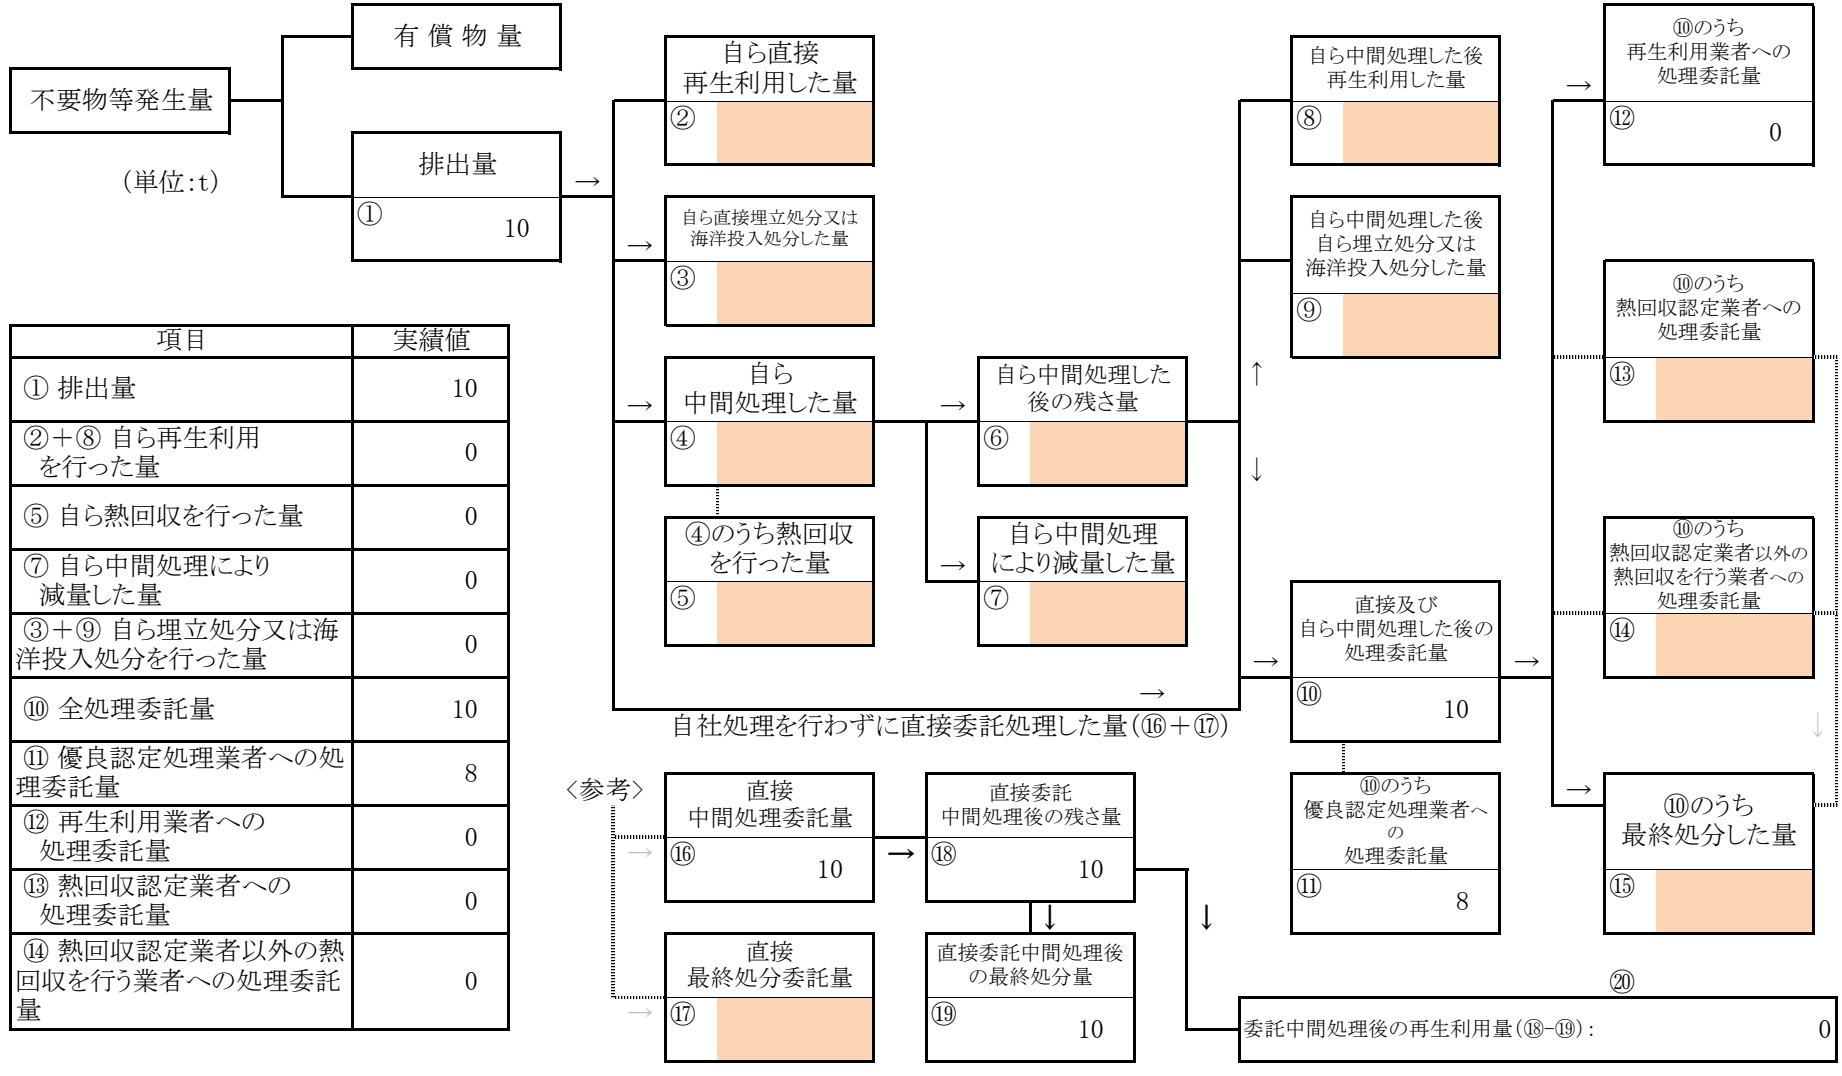 有 償 物 量
不要物等発生量
(単位:t)
排出量
①
10
→
自ら直接
再生利用した量
②
→
自ら直接埋立処分又は
海洋投入処分した量
③
→
自ら
中間処理した量
④
④のうち熱回収
を行った量
⑤
→
自ら中間処理した
後の残さ量
⑥
→
自ら中間処理
により減量した量
⑦
自ら中間処理した後
再生利用した量
⑧
自ら中間処理した後
自ら埋立処分又は
海洋投入処分した量
⑨
↑
↓
→
自社処理を行わずに直接委託処理した量(⑯+⑰)
→
直接及び
自ら中間処理した後の
処理委託量
⑩
10
⑩のうち
優良認定処理業者へ
の
処理委託量
⑪
8
→
→
⑩のうち
再生利用業者への
処理委託量
⑫
0
⑩のうち
熱回収認定業者への
処理委託量
⑬
⑩のうち
熱回収認定業者以外の
熱回収を行う業者への
処理委託量
⑭
↓
→
⑩のうち
最終処分した量
⑮
項目 実績値
① 排出量 10
②+⑧ 自ら再生利用
を行った量 0
⑤ 自ら熱回収を行った量 0
⑦ 自ら中間処理により
減量した量 0
③+⑨ 自ら埋立処分又は海
洋投入処分を行った量 0
⑩ 全処理委託量 10
⑪ 優良認定処理業者への処
理委託量 8
⑫ 再生利用業者への
処理委託量 0
⑬ 熱回収認定業者への
処理委託量 0
⑭ 熱回収認定業者以外の熱
回収を行う業者への処理委託
量 0
<参考>
→
直接
中間処理委託量
⑯
10
→
直接委託
中間処理後の残さ量
⑱
10
↓
↓
→
直接
最終処分委託量
⑰
直接委託中間処理後
の最終処分量
⑲
10
⑳
委託中間処理後の再生利用量(⑱-⑲): 0